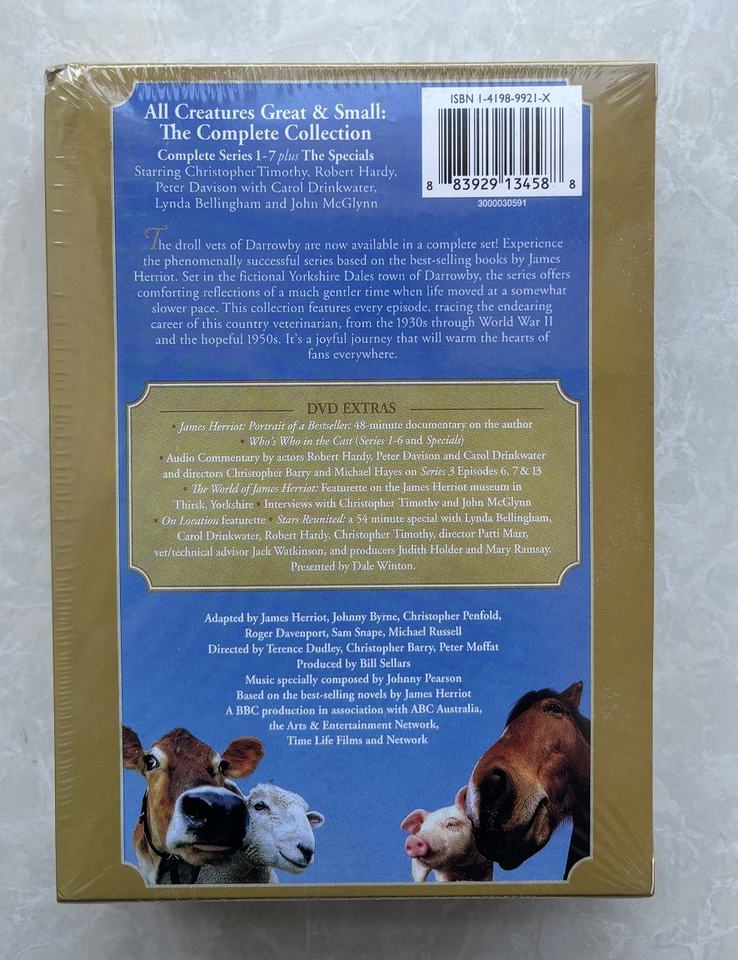 All Creatures Great & Small:
The Complete Collection
Complete Series 1-7 plus The Specials
Starring Christopher Timothy, Robert Hardy,
Peter Davison with Carol Drinkwater,
Lynda Bellingham and John McGlynn
ISBN 1-4198-9921-X
8 83929 13458 8
3000030591
The droll vets of Darrowby are now available in a complete set! Experience
the phenomenally successful series based on the best-selling books by James
Herriot. Set in the fictional Yorkshire Dales town of Darrowby, the series offers
comforting reflections of a much gentler time when life moved at a somewhat
slower pace. This collection features every episode, tracing the endearing
career of this country veterinarian, from the 1930s through World War II
and the hopeful 1950s. It's a joyful journey that will warm the hearts of
fans everywhere.
DVD EXTRAS
• James Herriot: Portrait of a Bestseller: 48-minute documentary on the author
• Who's Who in the Cast (Series 1-6 and Specials)
• Audio Commentary by actors Robert Hardy, Peter Davison and Carol Drinkwater
and directors Christopher Barry and Michael Hayes on Series 3 Episodes 6, 7 & 13
• The World of James Herriot: Featurette on the James Herriot museum in
Thirsk, Yorkshire • Interviews with Christopher Timothy and John McGlynn
• On Location featurette • Stars Reunited: a 54 minute special with Lynda Bellingham,
Carol Drinkwater, Robert Hardy, Christopher Timothy, director Patti Marr,
vet/technical advisor Jack Watkinson, and producers Judith Holder and Mary Ramsay.
Presented by Dale Winton.
Adapted by James Herriot, Johnny Byrne, Christopher Penfold,
Roger Davenport, Sam Snape, Michael Russell
Directed by Terence Dudley, Christopher Barry, Peter Moffat
Produced by Bill Sellars
Music specially composed by Johnny Pearson
Based on the best-selling novels by James Herriot
A BBC production in association with ABC Australia,
the Arts & Entertainment Network,
Time Life Films and Network